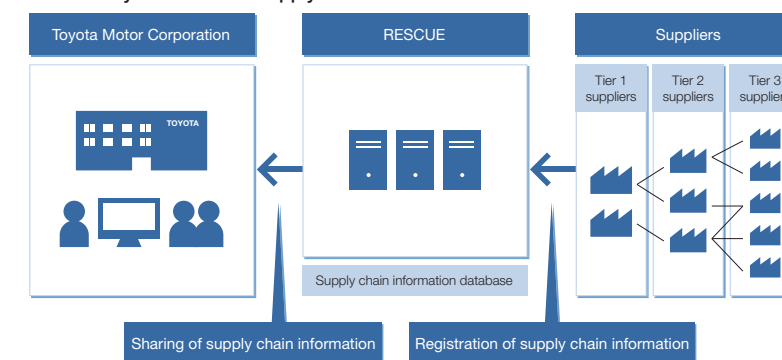 Toyota Motor Corporation
RESCUE
Suppliers
Tier 1
suppliers
Tier 2
suppliers
Tier 3
TOYOTA
Supply chain information database
Sharing of supply chain information
Registration of supply chain information